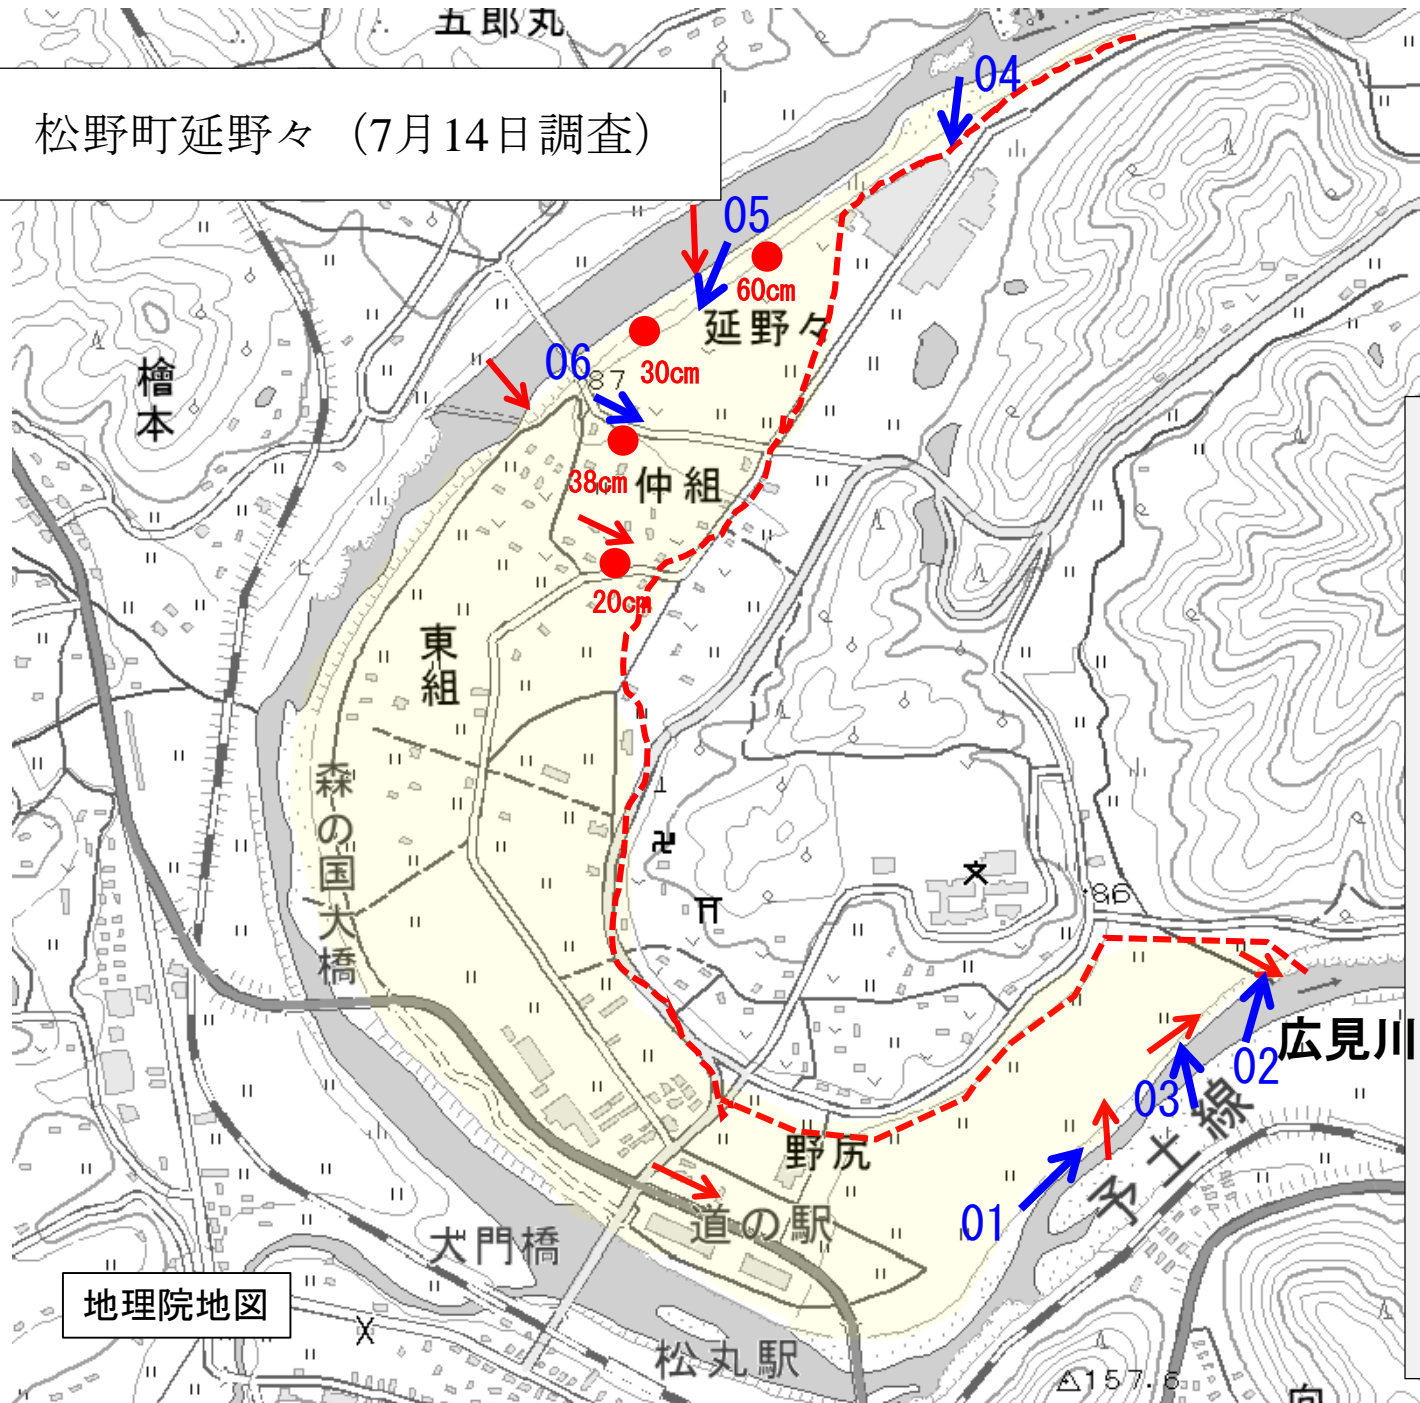 五郎丸
松野町延野々（7月14日調査）
04
05
60cm
延野々
06
87
30cm
檜本
38cm
仲組
20cm
東組
森の国大橋
86
広見川
02
03
予土線
野尻
01
道の駅
大門橋
地理院地図
松丸駅
157.6
向